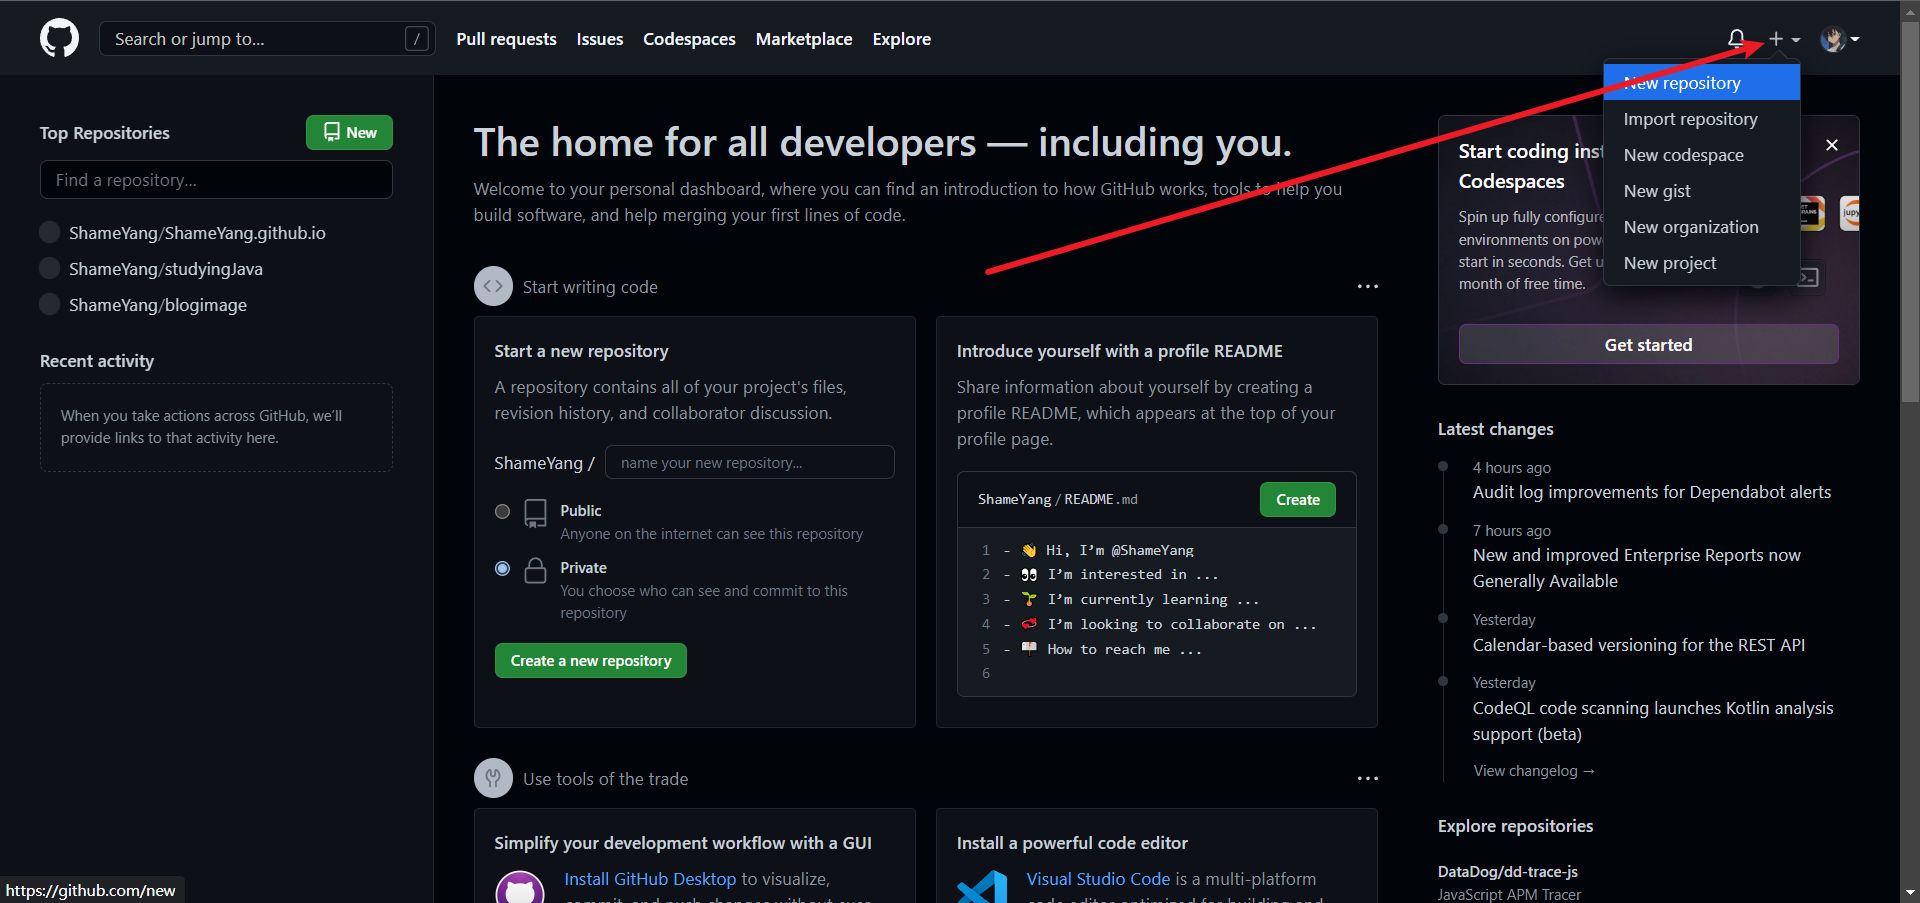 Search or jump to...
/
Pull requests
Issues
Codespaces
Marketplace
Explore
New repository
Import repository
New codespace
New gist
New organization
New project
Top Repositories
New
Find a repository...
ShameYang/ShameYang.github.io
ShameYang/studyingJava
ShameYang/blogimage
Recent activity
When you take actions across GitHub, we’ll
provide links to that activity here.
The home for all developers — including you.
Welcome to your personal dashboard, where you can find an introduction to how GitHub works, tools to help you
build software, and help merging your first lines of code.
Start writing code
Start a new repository
A repository contains all of your project's files,
revision history, and collaborator discussion.
ShameYang /
name your new repository...
Public
Anyone on the internet can see this repository
Private
You choose who can see and commit to this
repository
Create a new repository
Introduce yourself with a profile README
Share information about yourself by creating a
profile README, which appears at the top of your
profile page.
ShameYang / README.md
Create
1 - 👋 Hi, I’m @ShameYang
2 - 👀 I’m interested in ...
3 - 🌱 I’m currently learning ...
4 - 💞️ I’m looking to collaborate on ...
5 - 📫 How to reach me ...
6
Use tools of the trade
Simplify your development workflow with a GUI
Install GitHub Desktop to visualize,
Install a powerful code editor
Visual Studio Code is a multi-platform
code editor optimized for building and
Start coding inst
Codespaces
Spin up fully configure
environments on pow
start in seconds. Get u
month of free time.
jupy
Get started
Latest changes
4 hours ago
Audit log improvements for Dependabot alerts
7 hours ago
New and improved Enterprise Reports now
Generally Available
Yesterday
Calendar-based versioning for the REST API
Yesterday
CodeQL code scanning launches Kotlin analysis
support (beta)
View changelog →
Explore repositories
DataDog/dd-trace-js
JavaScript APM Tracer
https://github.com/new